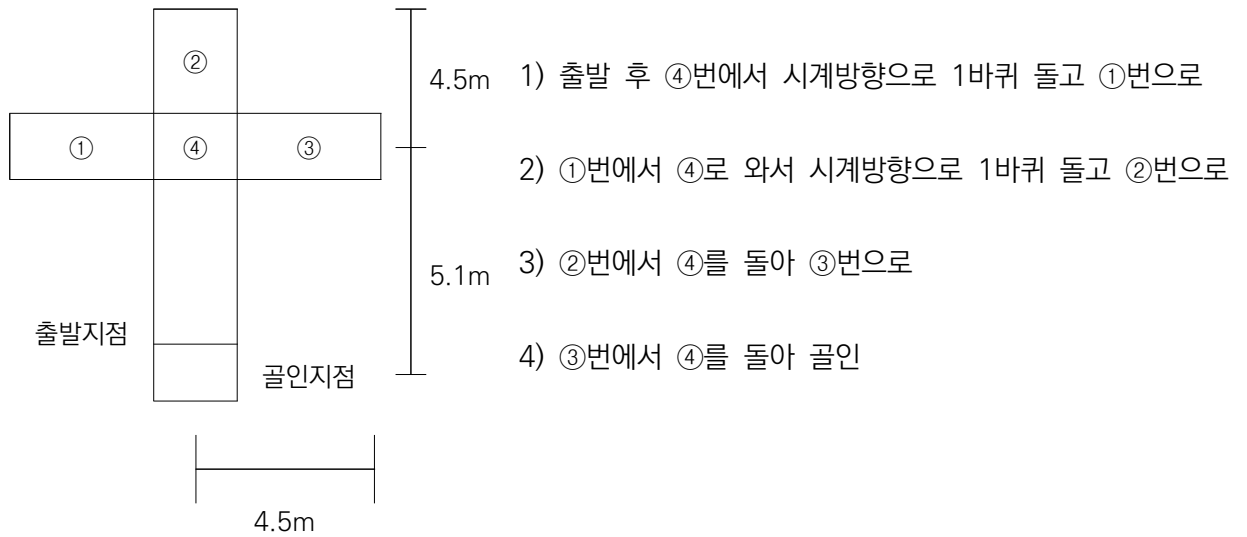 ②
4.5m
1) 출발 후 ④번에서 시계방향으로 1바퀴 돌고 ①번으로
① ④ ③
2) ①번에서 ④로 와서 시계방향으로 1바퀴 돌고 ②번으로
3) ②번에서 ④를 돌아 ③번으로
5.1m
출발지점
4) ③번에서 ④를 돌아 골인
골인지점
4.5m